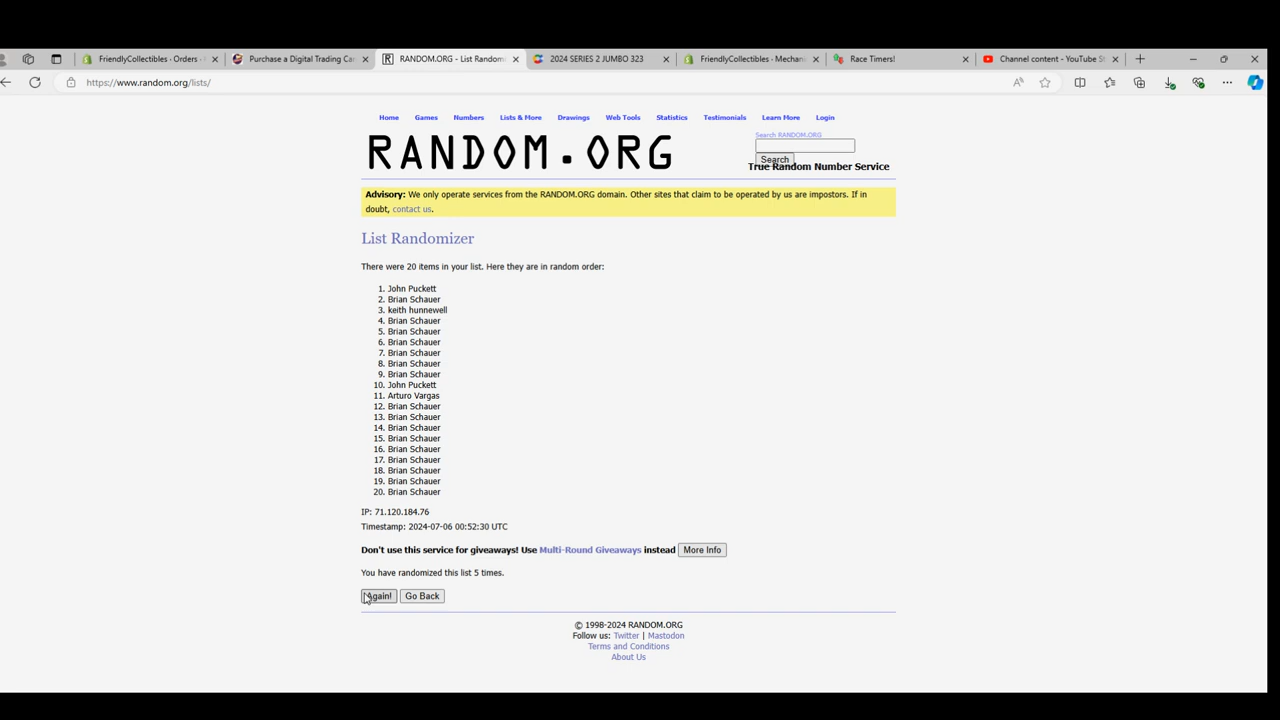 FriendlyCollectibles · Orders ·
Purchase a Digital Trading Car
RANDOM.ORG - List Random
2024 SERIES 2 JUMBO 323
FriendlyCollectibles - Mechani
Race Timers!
Channel content - YouTube St
https://www.random.org/lists/
Home Games Numbers Lists & More Drawings Web Tools Statistics Testimonials Learn More Login
Search RANDOM.ORG
RANDOM.ORG
Search
True Random Number Service
Advisory: We only operate services from the RANDOM.ORG domain. Other sites that claim to be operated by us are impostors. If in
doubt, contact us.
List Randomizer
There were 20 items in your list. Here they are in random order:
1. John Puckett
2. Brian Schauer
3. keith hunnewell
4. Brian Schauer
5. Brian Schauer
6. Brian Schauer
7. Brian Schauer
8. Brian Schauer
9. Brian Schauer
10. John Puckett
11. Arturo Vargas
12. Brian Schauer
13. Brian Schauer
14. Brian Schauer
15. Brian Schauer
16. Brian Schauer
17. Brian Schauer
18. Brian Schauer
19. Brian Schauer
20. Brian Schauer
IP: 71.120.184.76
Timestamp: 2024-07-06 00:52:30 UTC
Don't use this service for giveaways! Use Multi-Round Giveaways instead More Info
You have randomized this list 5 times.
Again! Go Back
© 1998-2024 RANDOM.ORG
Follow us: Twitter | Mastodon
Terms and Conditions
About Us